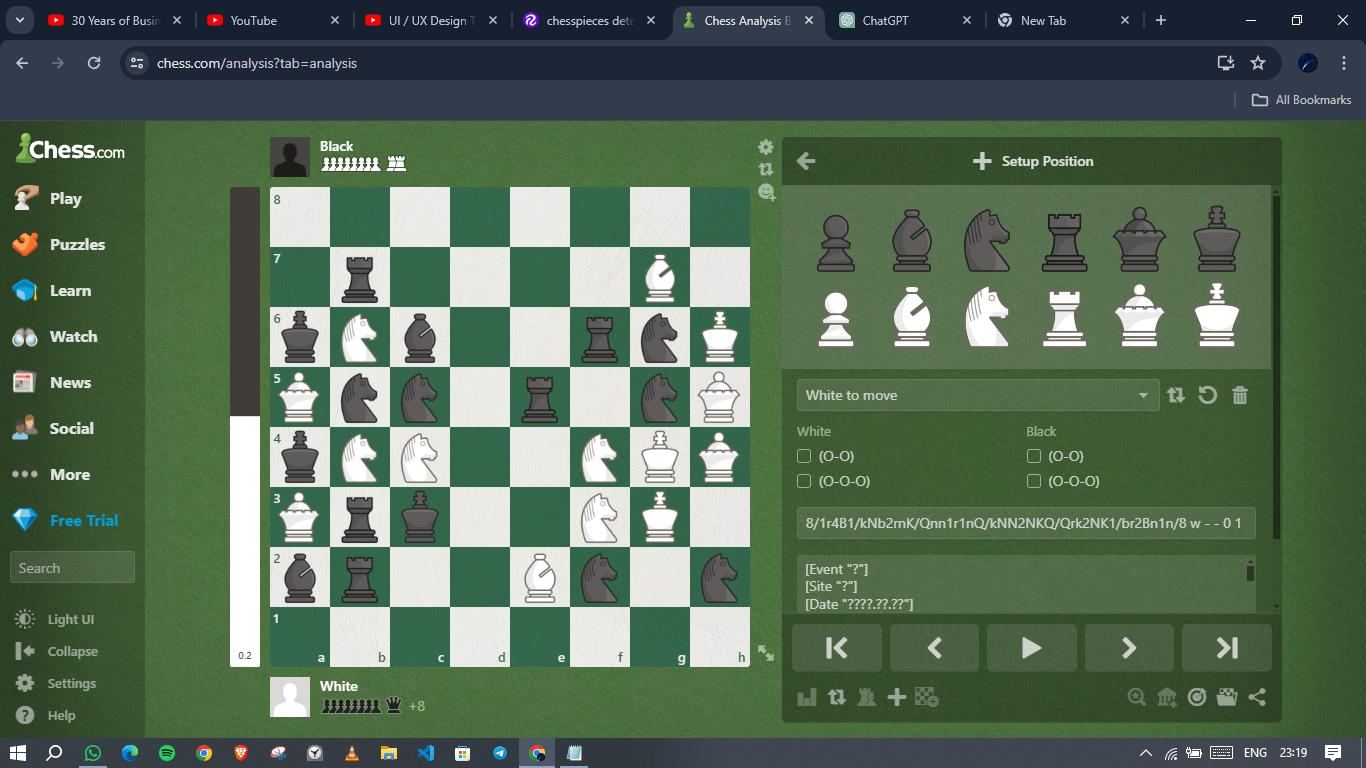 30 Years of Busin
YouTube
UI / UX Design T
chesspieces dete
Chess Analysis B
ChatGPT
New Tab
chess.com/analysis?tab=analysis
All Bookmarks
Chess.com
Play
Puzzles
Learn
Watch
News
Social
More
Free Trial
Search
Light UI
Collapse
Settings
Help
Black
8
7
6
5
4
3
2
1
a b c d e f g h
0.2
White
+8
Setup Position
White to move
White Black
(O-O) (O-O)
(O-O-O) (O-O-O)
8/1r4B1/kNb2rnK/Qnn1r1nQ/kNN2NKQ/Qrk2NK1/br2Bn1n/8 w - - 0 1
[Event "?"]
[Site "?"]
[Date "????.??.??"]
ENG 23:19